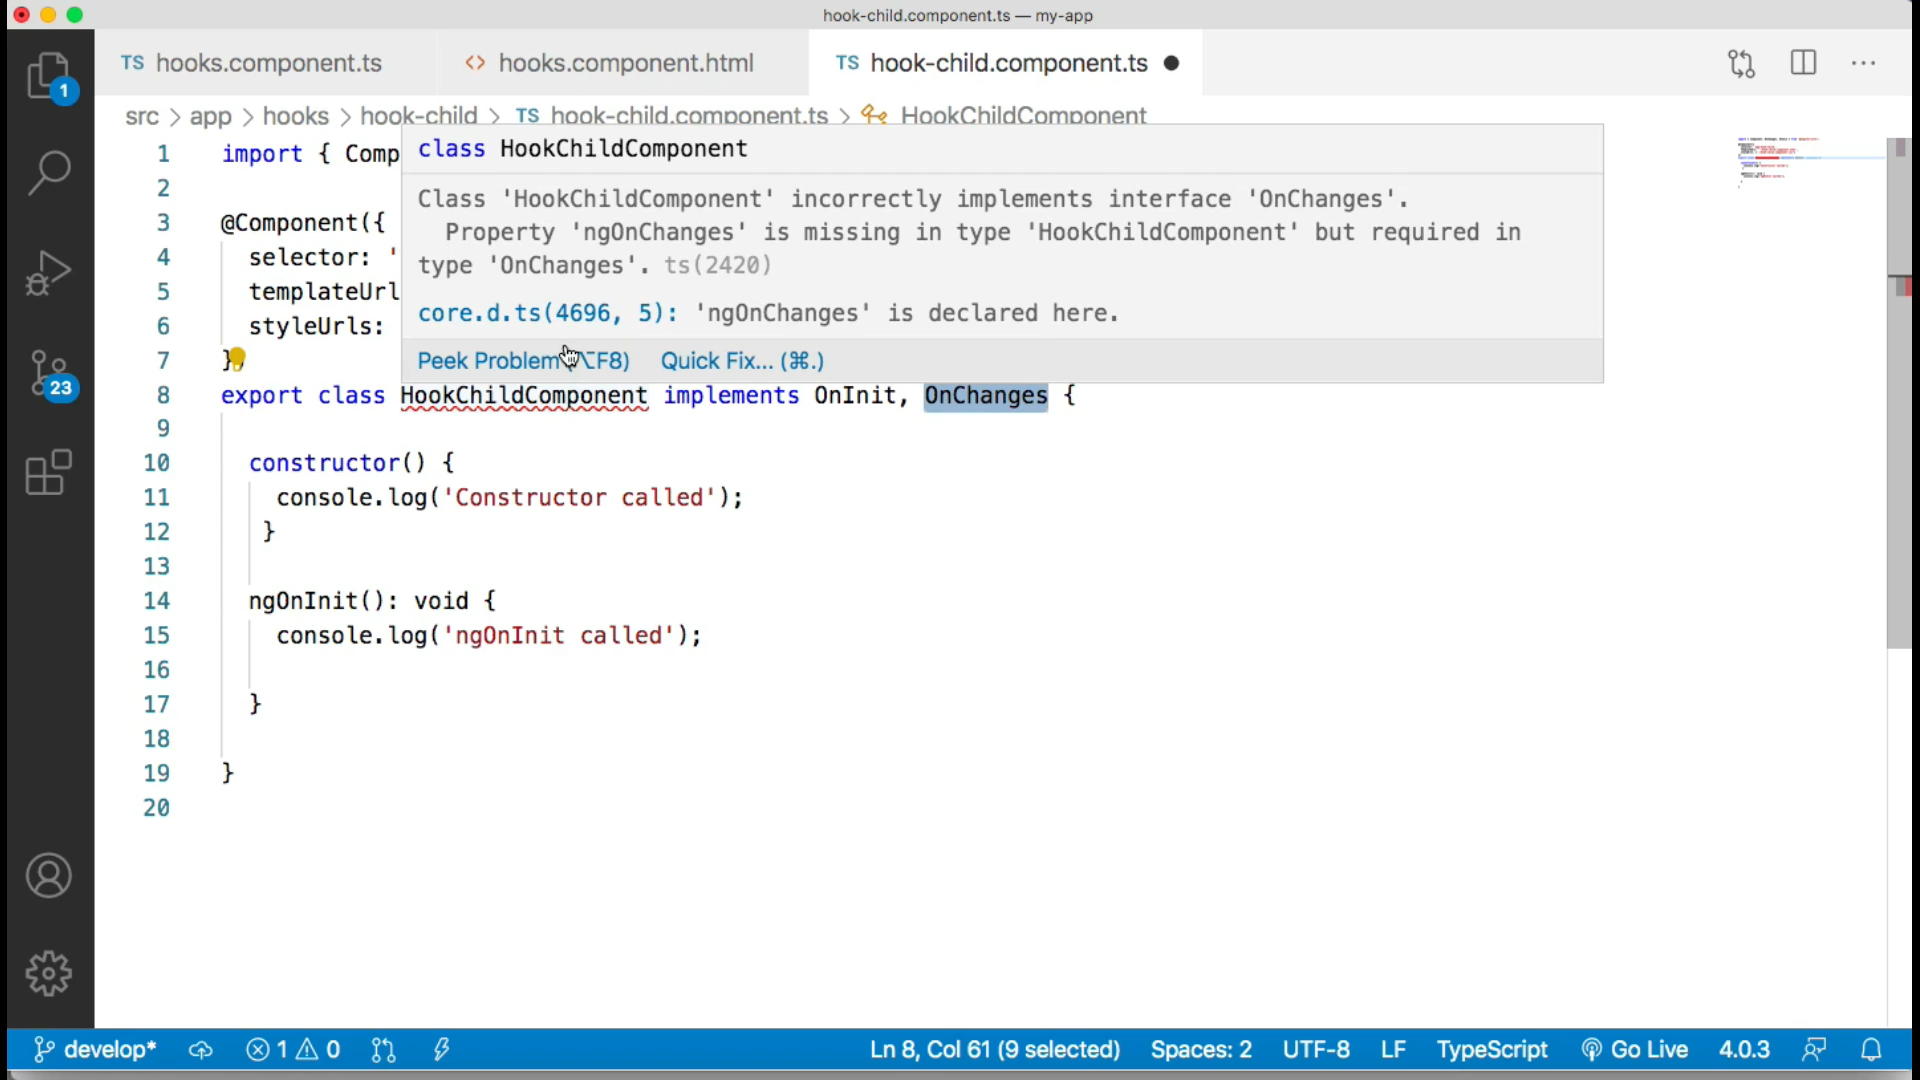 hook-child.component.ts — my-app
TS hooks.component.ts <> hooks.component.html TS hook-child.component.ts
src > app > hooks > hook-child > TS hook-child.component.ts > HookChildComponent
1 import { Comp
class HookChildComponent
2
Class 'HookChildComponent' incorrectly implements interface 'OnChanges'.
3 @Component({
Property 'ngOnChanges' is missing in type 'HookChildComponent' but required in
4 selector: '
type 'OnChanges'. ts(2420)
5 templateUrl
core.d.ts(4696, 5): 'ngOnChanges' is declared here.
6 styleUrls:
7 }
Peek Problem (⌥F8) Quick Fix... (⌘.)
8 export class HookChildComponent implements OnInit, OnChanges {
9
10 constructor() {
11 console.log('Constructor called');
12 }
13
14 ngOnInit(): void {
15 console.log('ngOnInit called');
16
17 }
18
19 }
20
1
23
develop* 1 0 Ln 8, Col 61 (9 selected) Spaces: 2 UTF-8 LF TypeScript Go Live 4.0.3